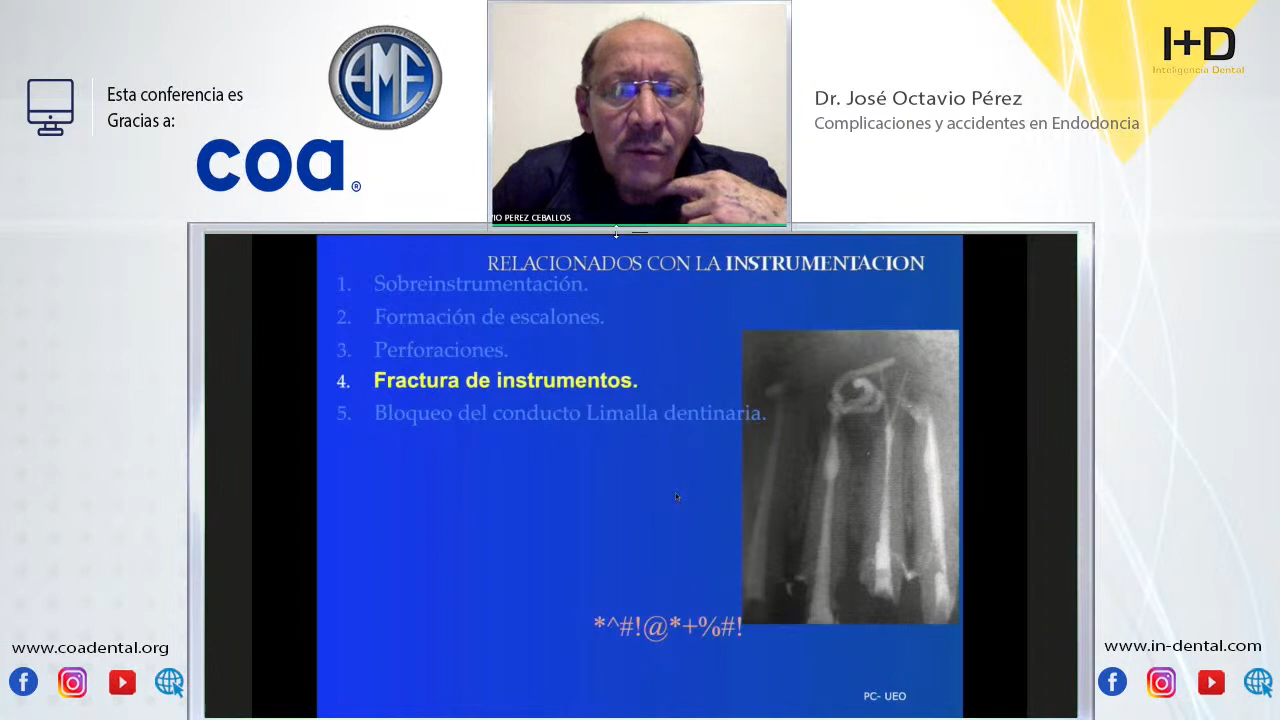 Esta conferencia es
Gracias a:
AME
coa®
VIO PEREZ CEBALLOS
Dr. José Octavio Pérez
Complicaciones y accidentes en Endodoncia
I+D
Inteligencia Dental
RELACIONADOS CON LA INSTRUMENTACION
1. Sobreinstrumentación.
2. Formación de escalones.
3. Perforaciones.
4. Fractura de instrumentos.
5. Bloqueo del conducto Limalla dentinaria.
*^#!@*+%#!
PC- UEO
www.coadental.org
www.in-dental.com